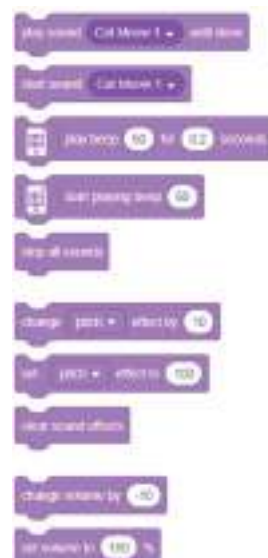 play sound Cat Meow 1 until done
start sound Cat Meow 1
play beep 60 for 0.2 seconds
start playing beep 60
stop all sounds
change pitch effect by 10
set pitch effect to 100
clear sound effects
change volume by -10
set volume to 100 %